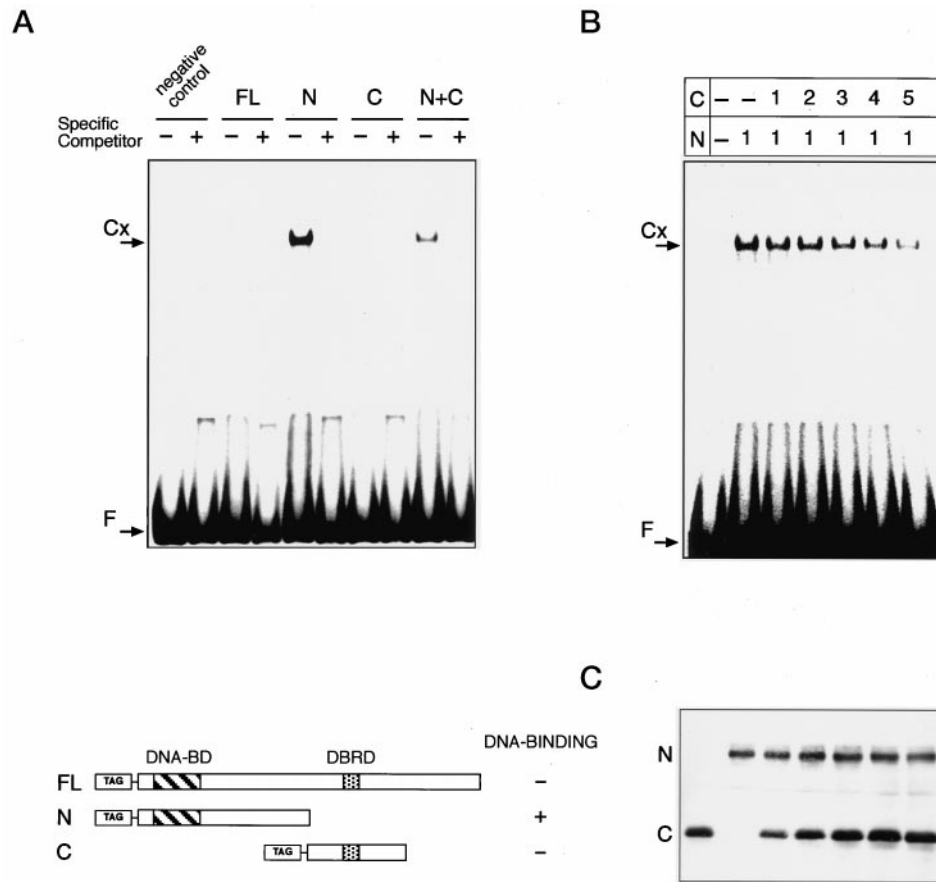 A
negative control
FL N C N+C
Specific Competitor – + – + – + – + – +
Cx
F
B
C – – 1 2 3 4 5
N – 1 1 1 1 1 1
Cx
F
DNA-BD DBRD DNA-BINDING
FL TAG –
N TAG +
C TAG –
C
N
C